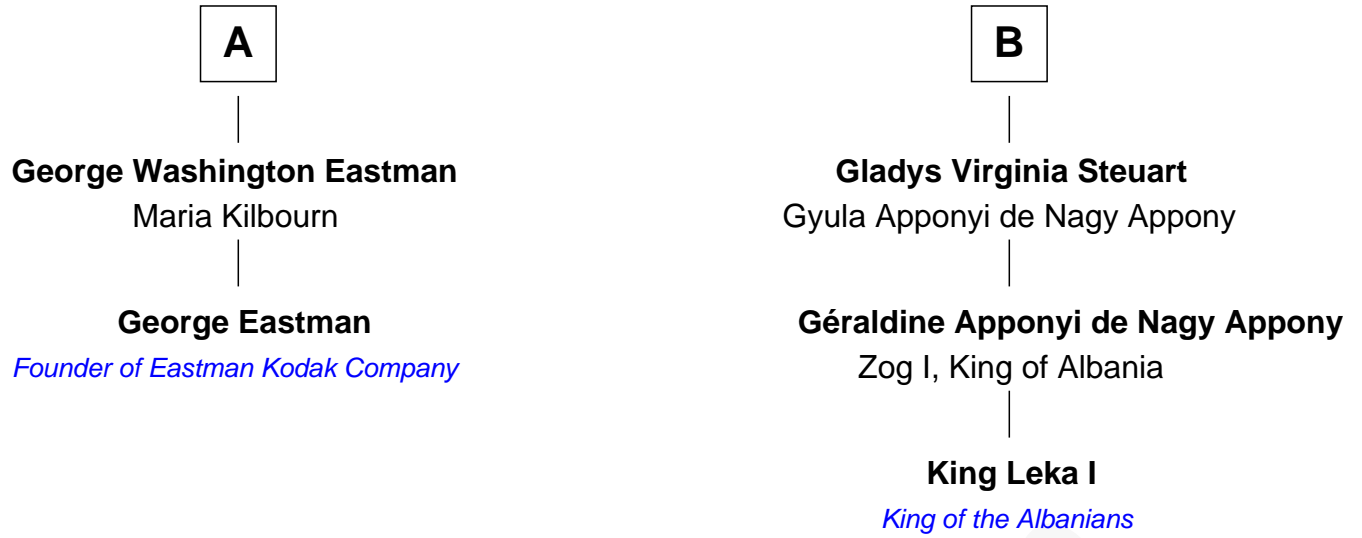 A
B
George Washington Eastman
Maria Kilbourn
Gladys Virginia Steuart
Gyula Apponyi de Nagy Appony
George Eastman
Founder of Eastman Kodak Company
Géraldine Apponyi de Nagy Appony
Zog I, King of Albania
King Leka I
King of the Albanians